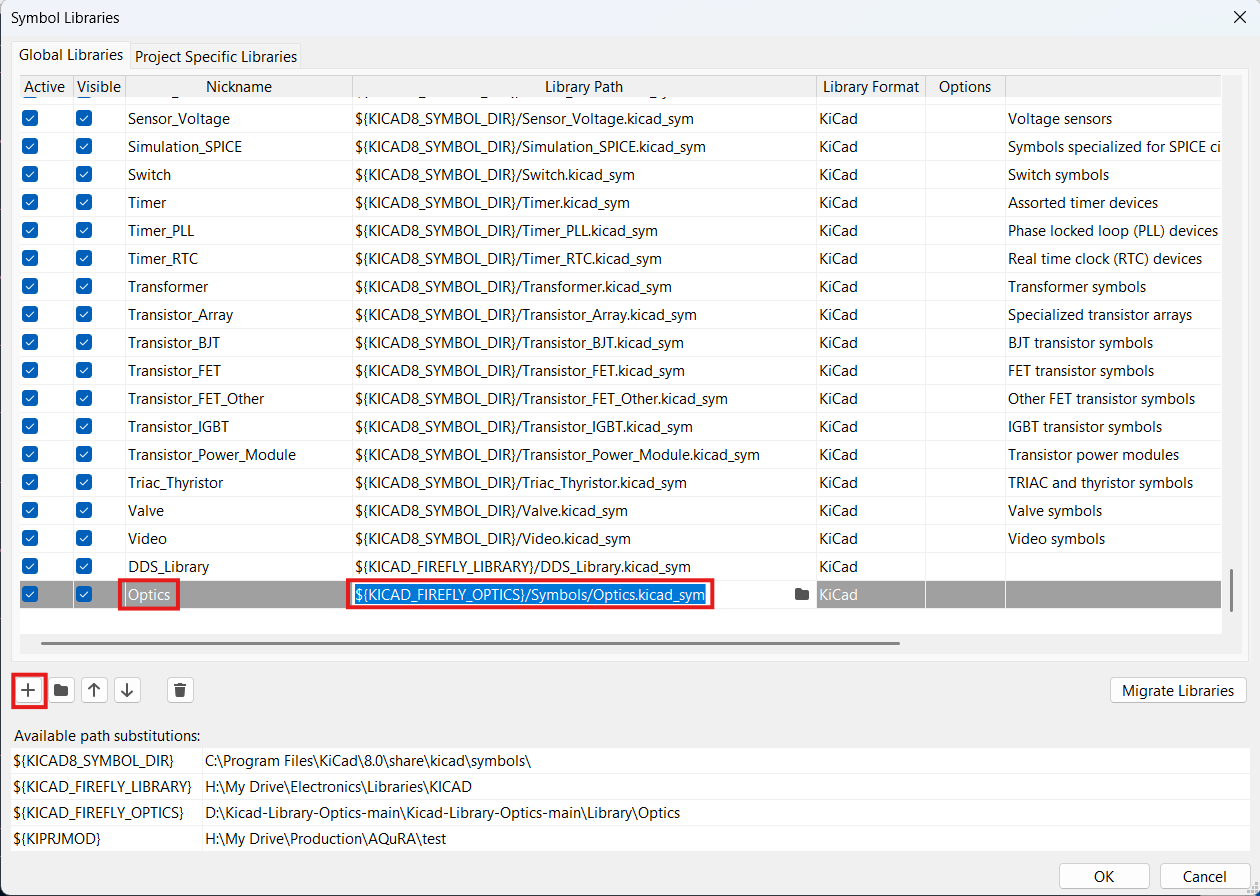 Symbol Libraries
Global Libraries Project Specific Libraries
Active Visible Nickname Library Path Library Format Options
Sensor_Voltage ${KICAD8_SYMBOL_DIR}/Sensor_Voltage.kicad_sym KiCad Voltage sensors
Simulation_SPICE ${KICAD8_SYMBOL_DIR}/Simulation_SPICE.kicad_sym KiCad Symbols specialized for SPICE ci
Switch ${KICAD8_SYMBOL_DIR}/Switch.kicad_sym KiCad Switch symbols
Timer ${KICAD8_SYMBOL_DIR}/Timer.kicad_sym KiCad Assorted timer devices
Timer_PLL ${KICAD8_SYMBOL_DIR}/Timer_PLL.kicad_sym KiCad Phase locked loop (PLL) devices
Timer_RTC ${KICAD8_SYMBOL_DIR}/Timer_RTC.kicad_sym KiCad Real time clock (RTC) devices
Transformer ${KICAD8_SYMBOL_DIR}/Transformer.kicad_sym KiCad Transformer symbols
Transistor_Array ${KICAD8_SYMBOL_DIR}/Transistor_Array.kicad_sym KiCad Specialized transistor arrays
Transistor_BJT ${KICAD8_SYMBOL_DIR}/Transistor_BJT.kicad_sym KiCad BJT transistor symbols
Transistor_FET ${KICAD8_SYMBOL_DIR}/Transistor_FET.kicad_sym KiCad FET transistor symbols
Transistor_FET_Other ${KICAD8_SYMBOL_DIR}/Transistor_FET_Other.kicad_sym KiCad Other FET transistor symbols
Transistor_IGBT ${KICAD8_SYMBOL_DIR}/Transistor_IGBT.kicad_sym KiCad IGBT transistor symbols
Transistor_Power_Module ${KICAD8_SYMBOL_DIR}/Transistor_Power_Module.kicad_sym KiCad Transistor power modules
Triac_Thyristor ${KICAD8_SYMBOL_DIR}/Triac_Thyristor.kicad_sym KiCad TRIAC and thyristor symbols
Valve ${KICAD8_SYMBOL_DIR}/Valve.kicad_sym KiCad Valve symbols
Video ${KICAD8_SYMBOL_DIR}/Video.kicad_sym KiCad Video symbols
DDS_Library ${KICAD_FIREFLY_LIBRARY}/DDS_Library.kicad_sym KiCad
Optics ${KICAD_FIREFLY_OPTICS}/Symbols/Optics.kicad_sym KiCad
Migrate Libraries
Available path substitutions:
${KICAD8_SYMBOL_DIR} C:\Program Files\KiCad\8.0\share\kicad\symbols\
${KICAD_FIREFLY_LIBRARY} H:\My Drive\Electronics\Libraries\KICAD
${KICAD_FIREFLY_OPTICS} D:\Kicad-Library-Optics-main\Kicad-Library-Optics-main\Library\Optics
${KIPRJMOD} H:\My Drive\Production\AQuRA\test
OK Cancel